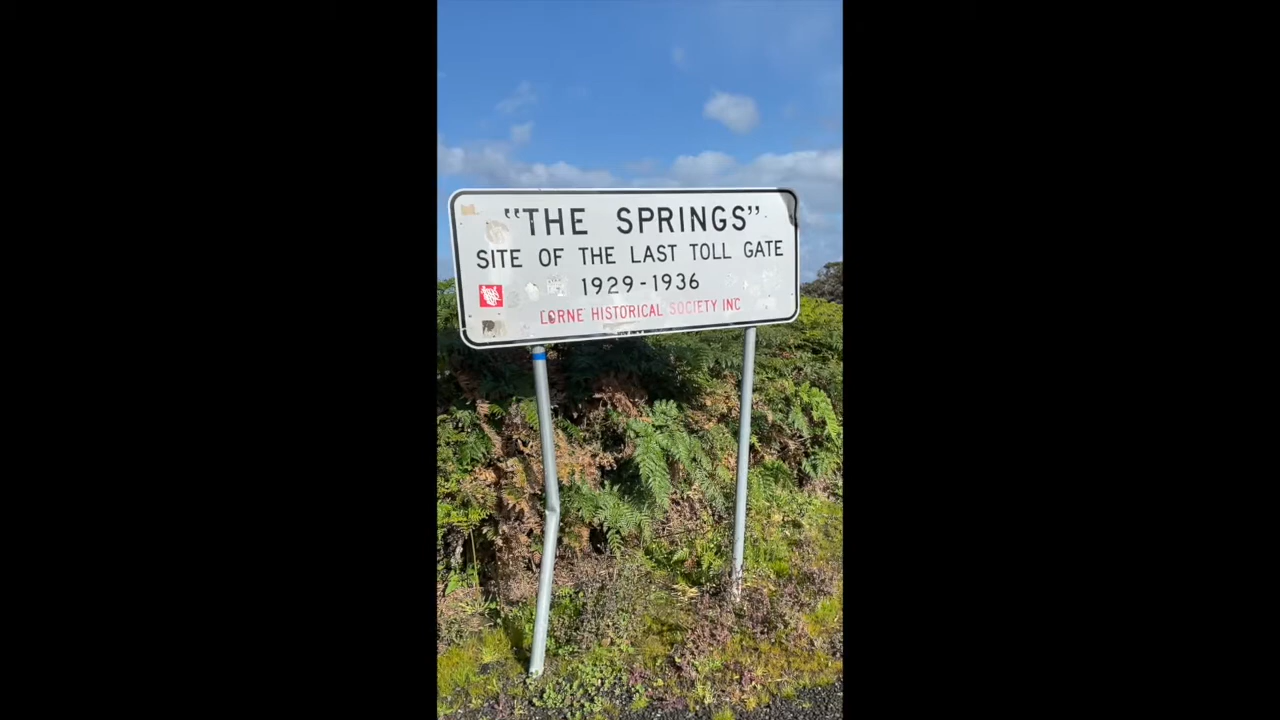 "THE SPRINGS"
SITE OF THE LAST TOLL GATE
1929-1936
LORNE HISTORICAL SOCIETY INC